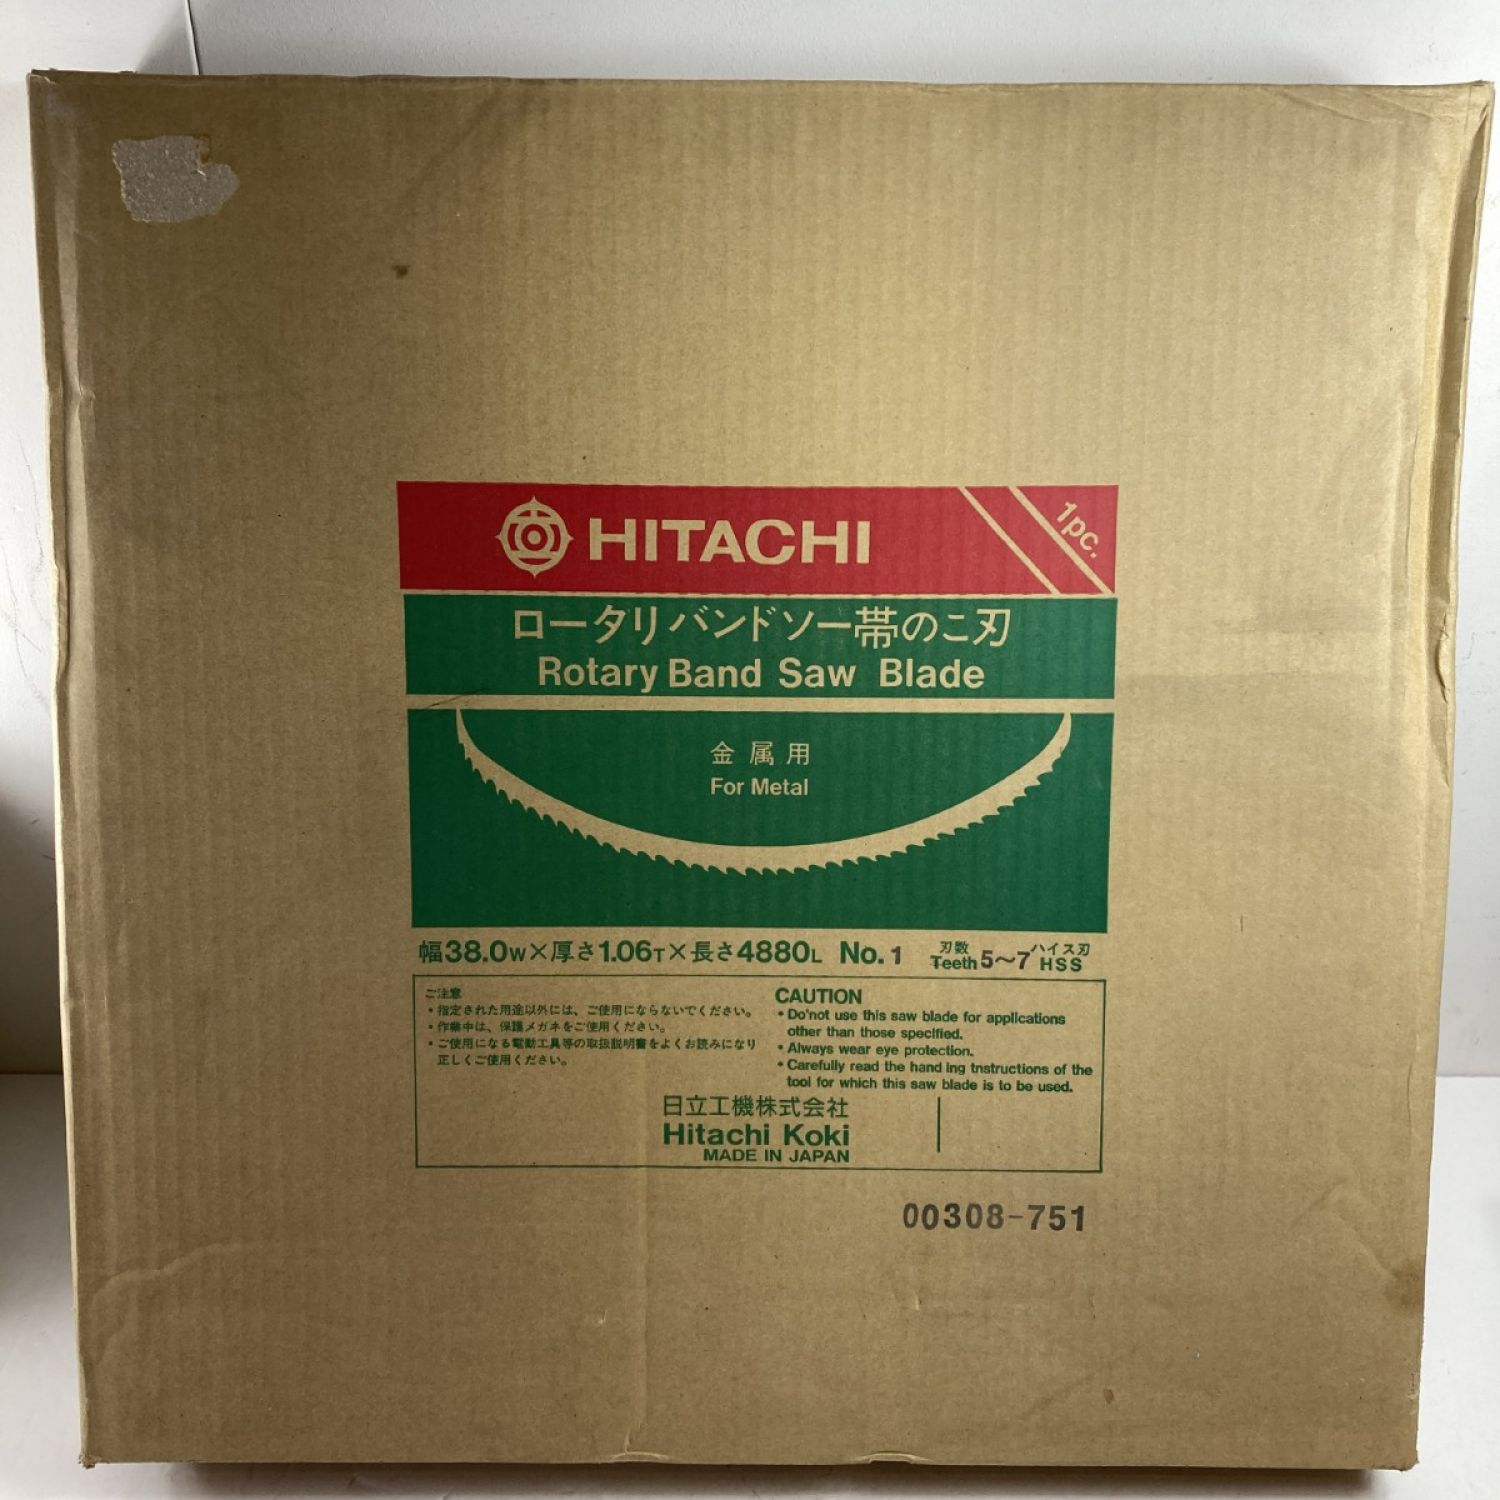 HITACHI
1pc.
ロータリバンドソー帯のこ刃
Rotary Band Saw Blade
金属用
For Metal
幅38.0W×厚さ1.06T×長さ4880L No.1 刃数 Teeth 5〜7 ハイス刃 HSS
ご注意
・指定された用途以外には、ご使用にならないでください。
・作業中は、保護メガネをご使用ください。
・ご使用になる電動工具等の取扱説明書をよくお読みになり
正しくご使用ください。
CAUTION
• Do'not use this saw blade for applications
other than those specified.
• Always wear eye protection.
• Carefully read the hand ing tnstructions of the
tool for which this saw blade is to be used.
日立工機株式会社
Hitachi Koki
MADE IN JAPAN
00308-751